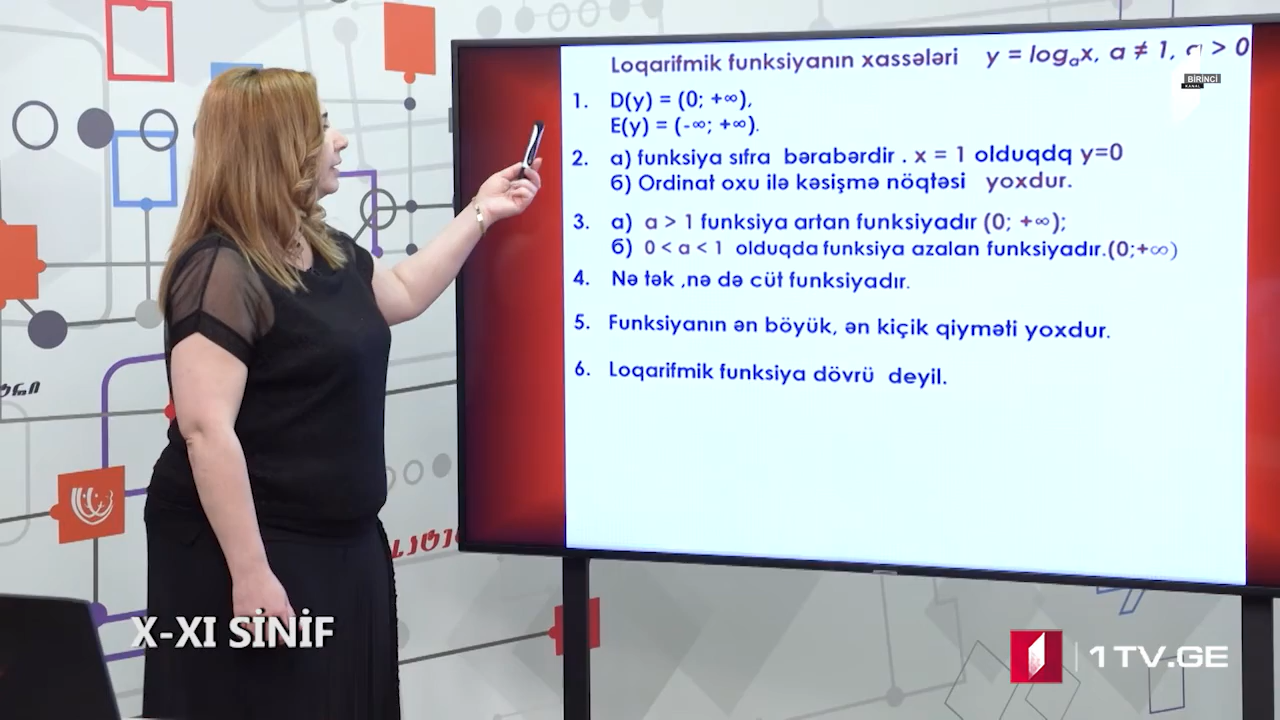 Loqarifmik funksiyanın xassələri y = logₐx, a ≠ 1, a > 0
BİRİNCİ
KANAL
1. D(y) = (0; +∞),
E(y) = (-∞; +∞).
2. a) funksiya sıfra bərabərdir . x = 1 olduqdq y=0
б) Ordinat oxu ilə kəsişmə nöqtəsi yoxdur.
3. a) a > 1 funksiya artan funksiyadır (0; +∞);
б) 0 < a < 1 olduqda funksiya azalan funksiyadır.(0;+∞)
4. Nə tək ,nə də cüt funksiyadır.
5. Funksiyanın ən böyük, ən kiçik qiyməti yoxdur.
6. Loqarifmik funksiya dövrü deyil.
X-XI SİNİF
1TV.GE